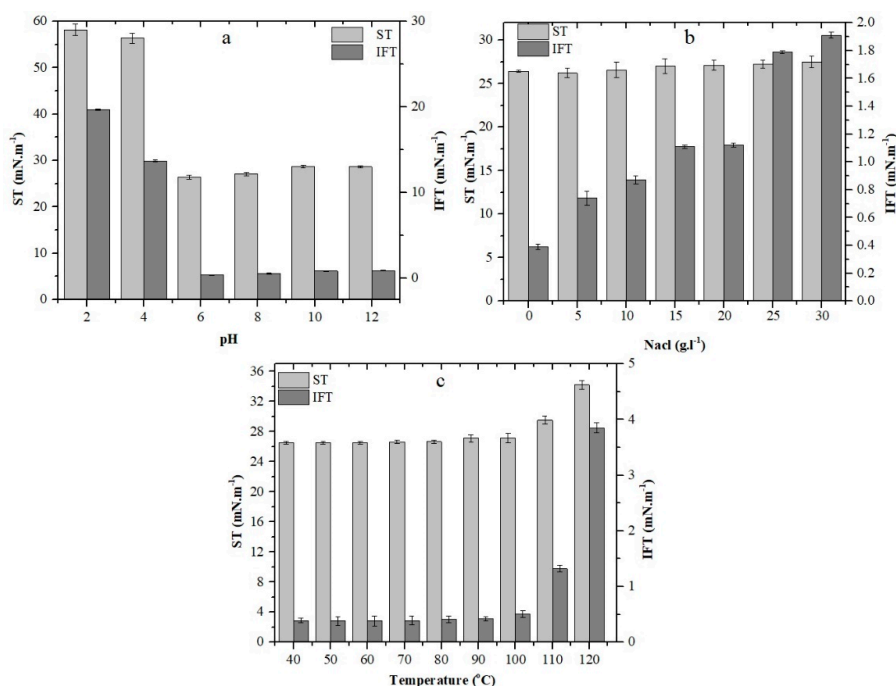 a
ST
IFT
60
50
40
30
20
10
0
ST (mN.m-1)
30
20
10
0
IFT (mN.m-1)
2 4 6 8 10 12
pH
b
ST
IFT
30
25
20
15
10
5
0
ST (mN.m-1)
2.0
1.8
1.6
1.4
1.2
1.0
0.8
0.6
0.4
0.2
0.0
IFT (mN.m-1)
0 5 10 15 20 25 30
Nacl (g.l-1)
c
ST
IFT
36
32
28
24
20
16
12
8
4
0
ST (mN.m-1)
5
4
3
2
1
0
IFT (mN.m-1)
40 50 60 70 80 90 100 110 120
Temperature (°C)